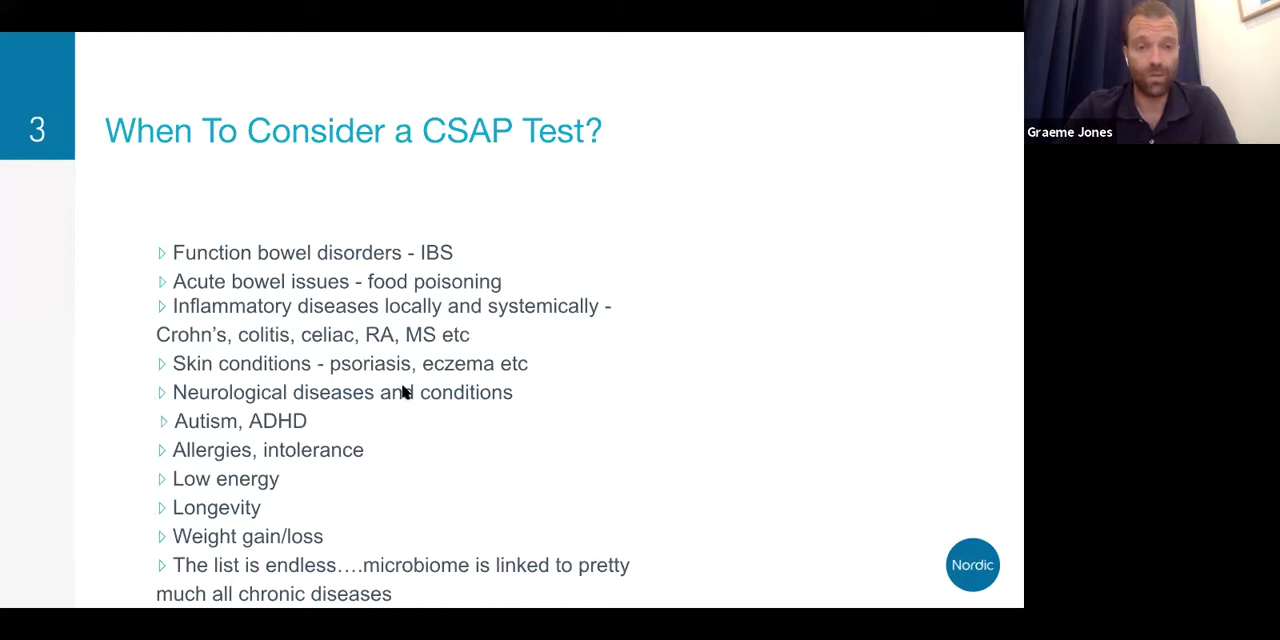 3
When To Consider a CSAP Test?
Function bowel disorders - IBS
Acute bowel issues - food poisoning
Inflammatory diseases locally and systemically -
Crohn’s, colitis, celiac, RA, MS etc
Skin conditions - psoriasis, eczema etc
Neurological diseases and conditions
Autism, ADHD
Allergies, intolerance
Low energy
Longevity
Weight gain/loss
The list is endless….microbiome is linked to pretty
much all chronic diseases
Nordic
Graeme Jones